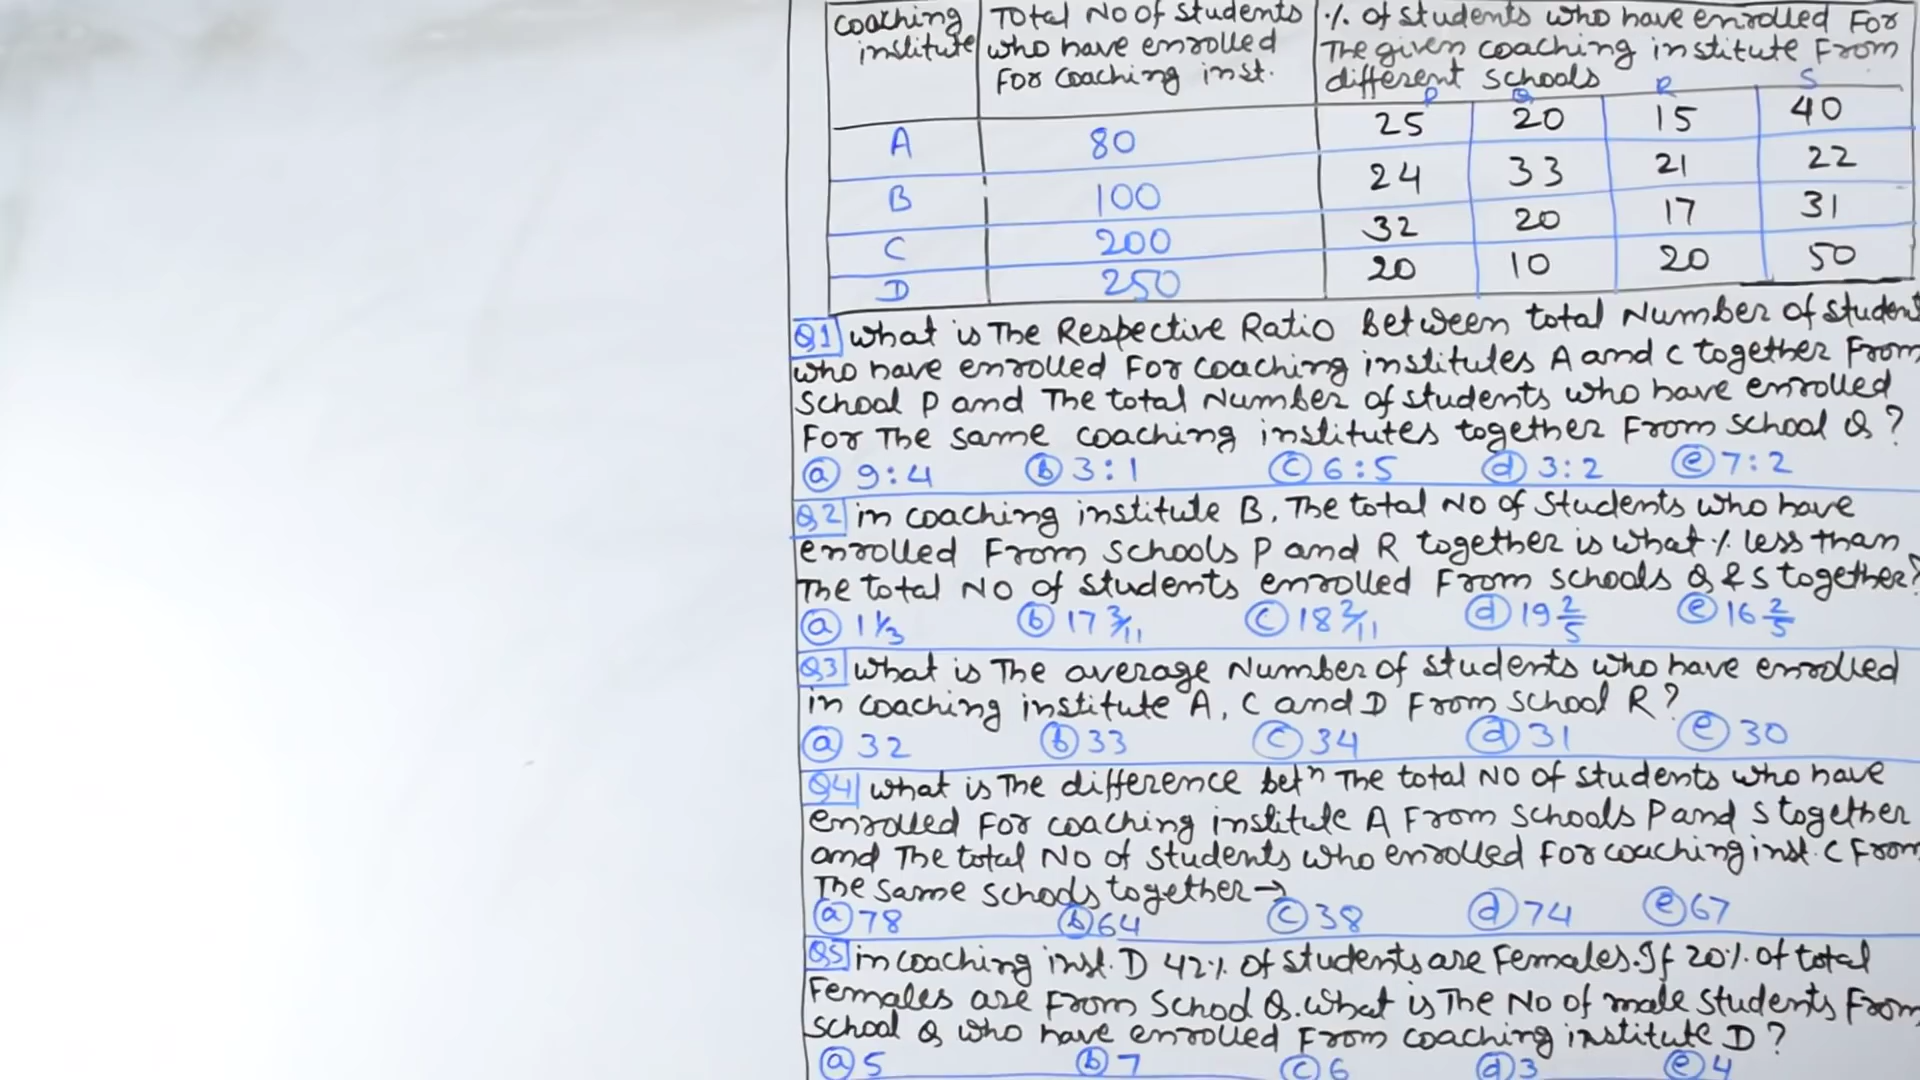 coaching institute | Total No of Students who have enrolled For coaching inst. | % of students who have enrolled For The given coaching institute From different schools
P Q R S
A 80 25 20 15 40
B 100 24 33 21 22
C 200 32 20 17 31
D 250 20 10 20 50
Q1 what is The Respective Ratio between total Number of student
who have enrolled For coaching institutes A and C together From
School P and The total Number of students who have enrolled
For The same coaching institutes together From school Q?
(a) 9:4 (b) 3:1 (c) 6:5 (d) 3:2 (e) 7:2
Q2 in coaching institute B, The total No of Students who have
enrolled From schools P and R together is what % less than
The total No of students enrolled From schools Q & S together?
(a) 1 1/3 (b) 17 3/11 (c) 18 2/11 (d) 19 2/5 (e) 16 2/5
Q3 what is The average Number of students who have enrolled
in coaching institute A, C and D From school R?
(a) 32 (b) 33 (c) 34 (d) 31 (e) 30
Q4 what is The difference betn The total No of students who have
enrolled For coaching institute A From schools P and S together
and The total No of students who enrolled For coaching inst. C From
The same schools together →
(a) 78 (b) 64 (c) 38 (d) 74 (e) 67
Q5 in coaching inst. D 42% of students are Females. If 20% of total
Females are From School Q. what is The No of male students From
school Q who have enrolled From coaching institute D?
(a) 5 (b) 7 (c) 6 (d) 3 (e) 4